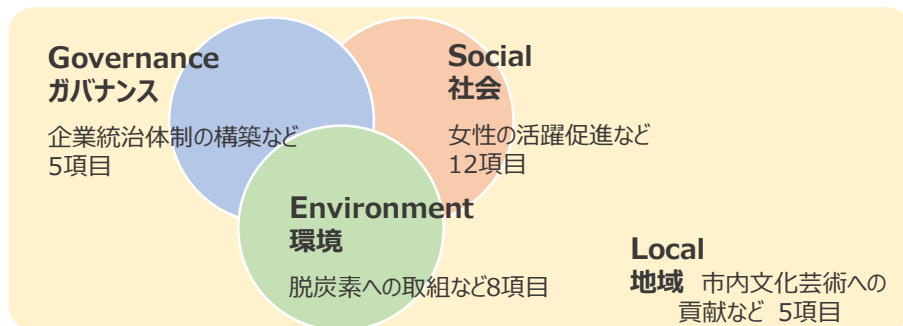 Governance
ガバナンス
企業統治体制の構築など
5項目
Social
社会
女性の活躍促進など
12項目
Environment
環境
脱炭素への取組など8項目
Local
地域 市内文化芸術への
貢献など 5項目